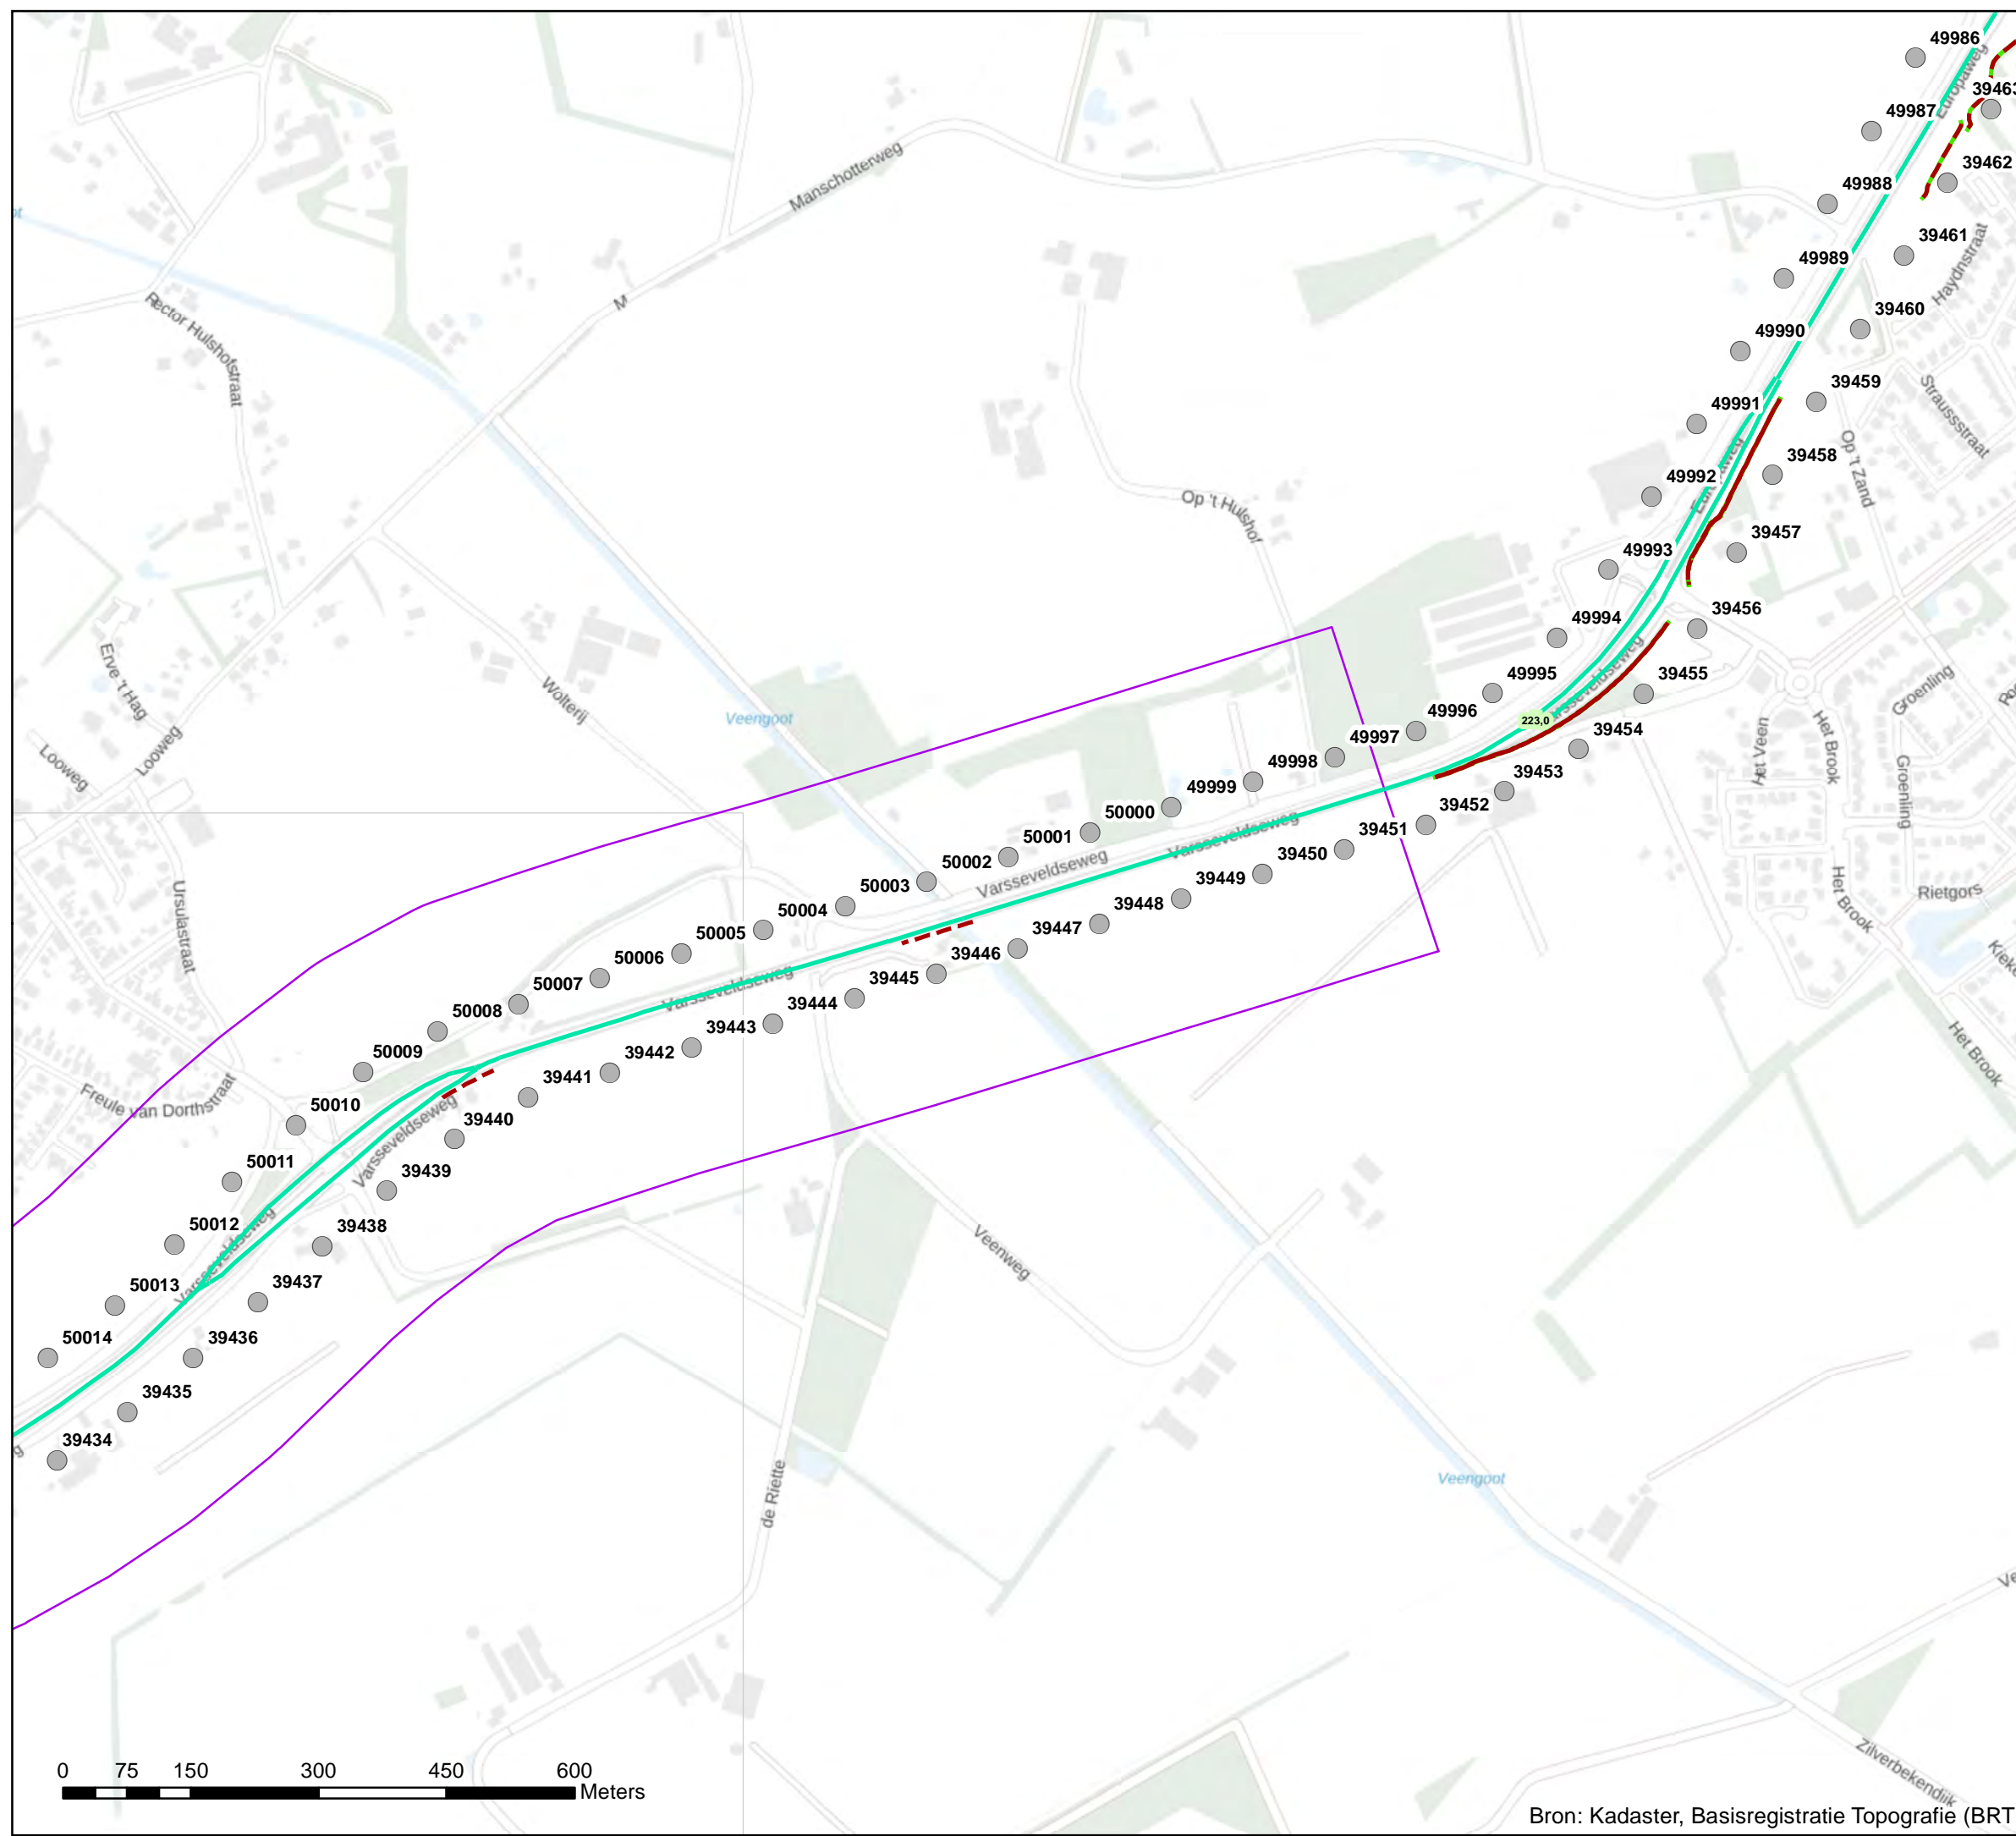 49986
Europaweg
39463
49987
Manschotterweg
39462
49988
39461
Haydnstraat
49989
39460
Rector Hulshofstraat
M
49990
39459
Straussstraat
49991
39458
Op 't Zand
49992
Op 't Hulshof
39457
49993
39456
49994
Varsseveldseweg
Erve 't Hag
Wolterij
39455
Groenling
49995
Veengoot
223,0
49996
39454
Het Veen
Het Brook
49997
Looweg
Looweg
49998
39453
49999
39452
Groenling
50000
39451
Varsseveldseweg
50001
39450
50002
Varsseveldseweg
39449
50003
39448
Rietgors
Het Brook
50004
39447
Ursulastraat
50005
39446
50006
39445
Varsseveldseweg
50007
39444
50008
39443
50009
39442
Het Brook
39441
Freule van Dorthstraat
50010
39440
Varsseveldseweg
50011
39439
50012
39438
Varsseveldseweg
Veenweg
50013
39437
50014
39436
39435
39434
Veengoot
de Riette
Zilverbekendijk
0 75 150 300 450 600
Meters
Bron: Kadaster, Basisregistratie Topografie (BRT